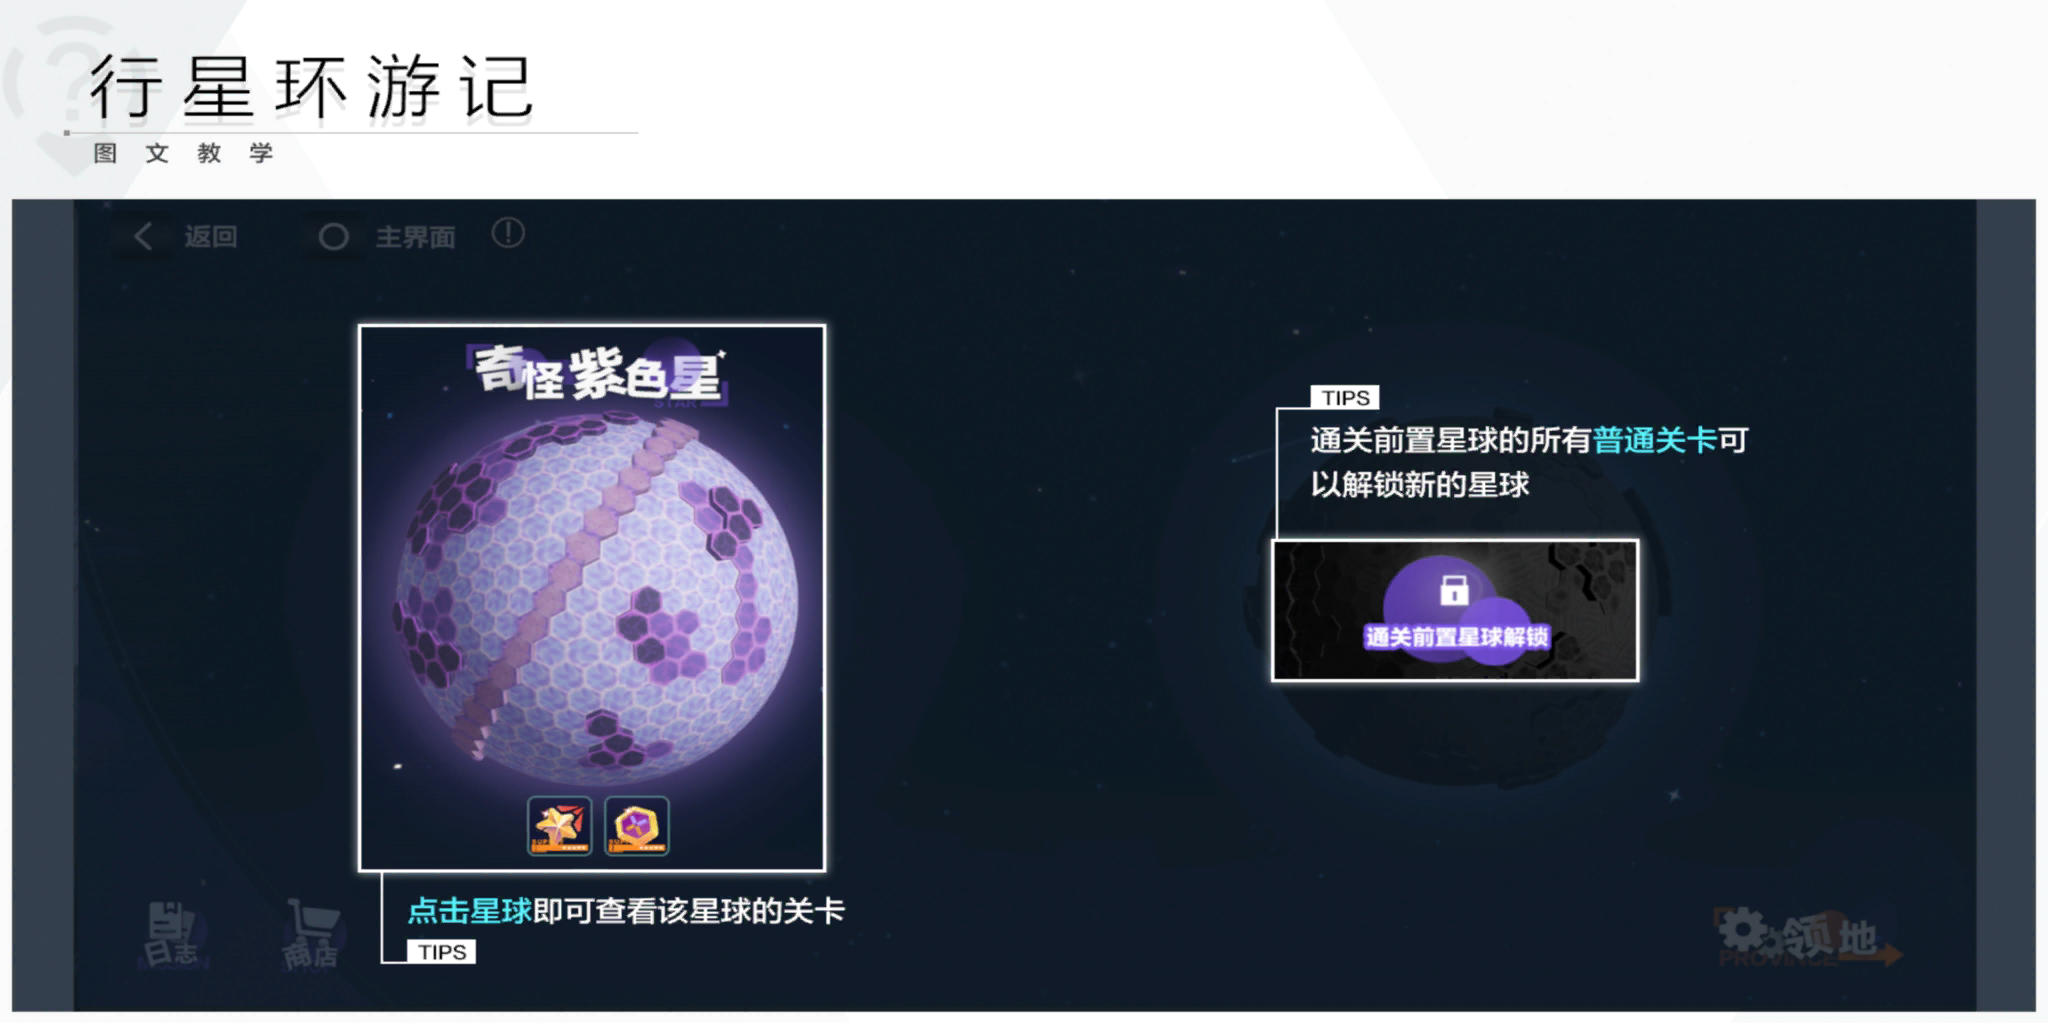 行星环游记
图文教学
返回
主界面
奇怪紫色星
STAR
TIPS
通关前置星球的所有普通关卡可
以解锁新的星球
通关前置星球解锁
点击星球即可查看该星球的关卡
TIPS
日志
商店
领地
PROVINCE